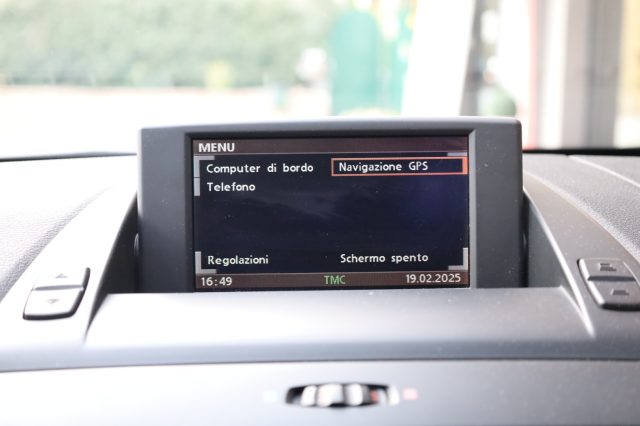 MENU
Computer di bordo Navigazione GPS
Telefono
Regolazioni Schermo spento
16:49 TMC 19.02.2025